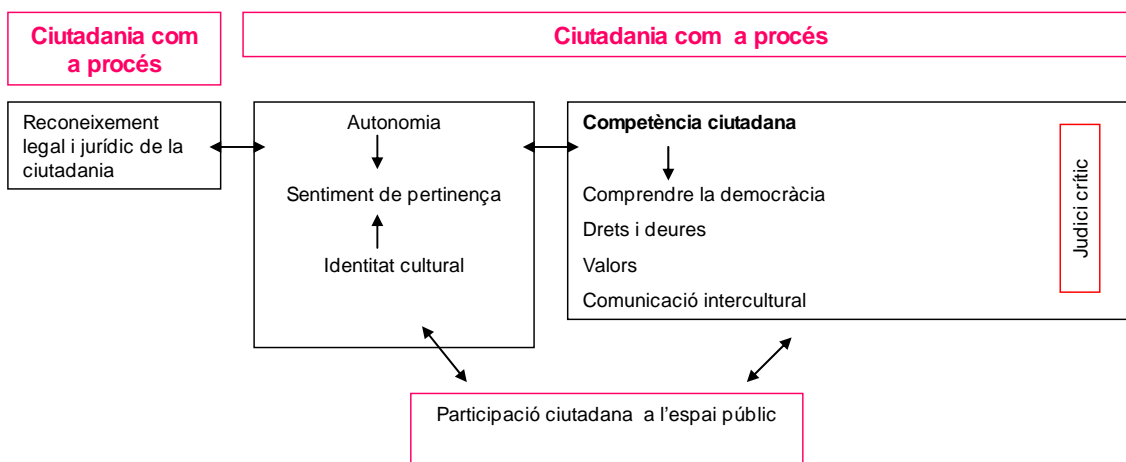 Ciutadania com
a procés
Ciutadania com a procés
Reconeixement
legal i jurídic de la
ciutadania
Autonomia
Sentiment de pertinença
Identitat cultural
Competència ciutadana
Comprendre la democràcia
Drets i deures
Valors
Comunicació intercultural
Judici crític
Participació ciutadana a l’espai públic